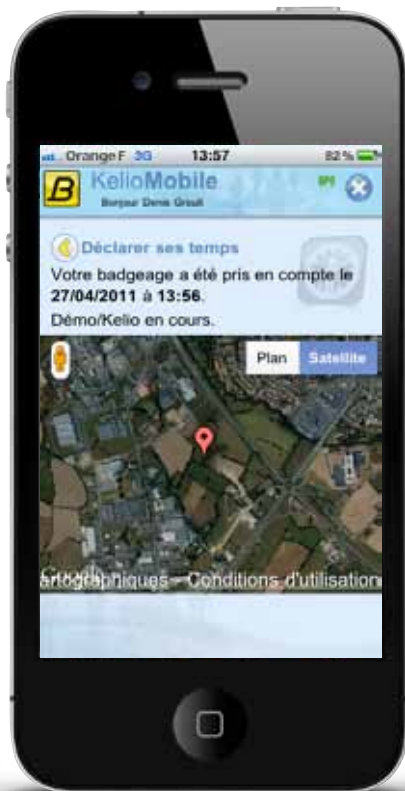 Orange F 3G 13:57 82 %
B KelioMobile
Bonjour Denis Groult
Déclarer ses temps
Votre badgeage a été pris en compte le
27/04/2011 à 13:56.
Démo/Kelio en cours.
Plan Satellite
artographiques - Conditions d'utilisation